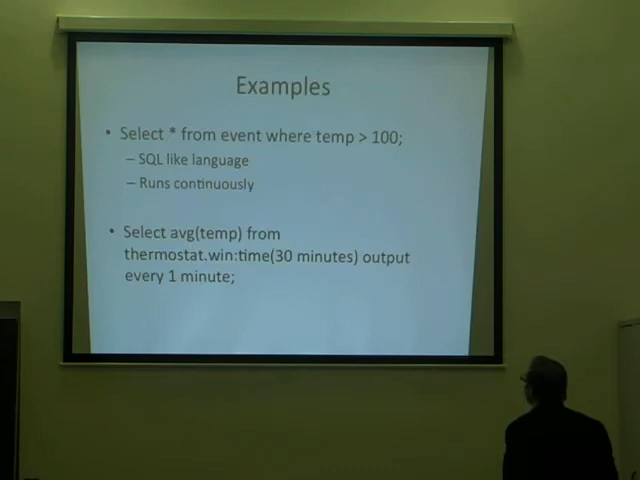 Examples
• Select * from event where temp > 100;
– SQL like language
– Runs continuously
• Select avg(temp) from
thermostat.win:time(30 minutes) output
every 1 minute;